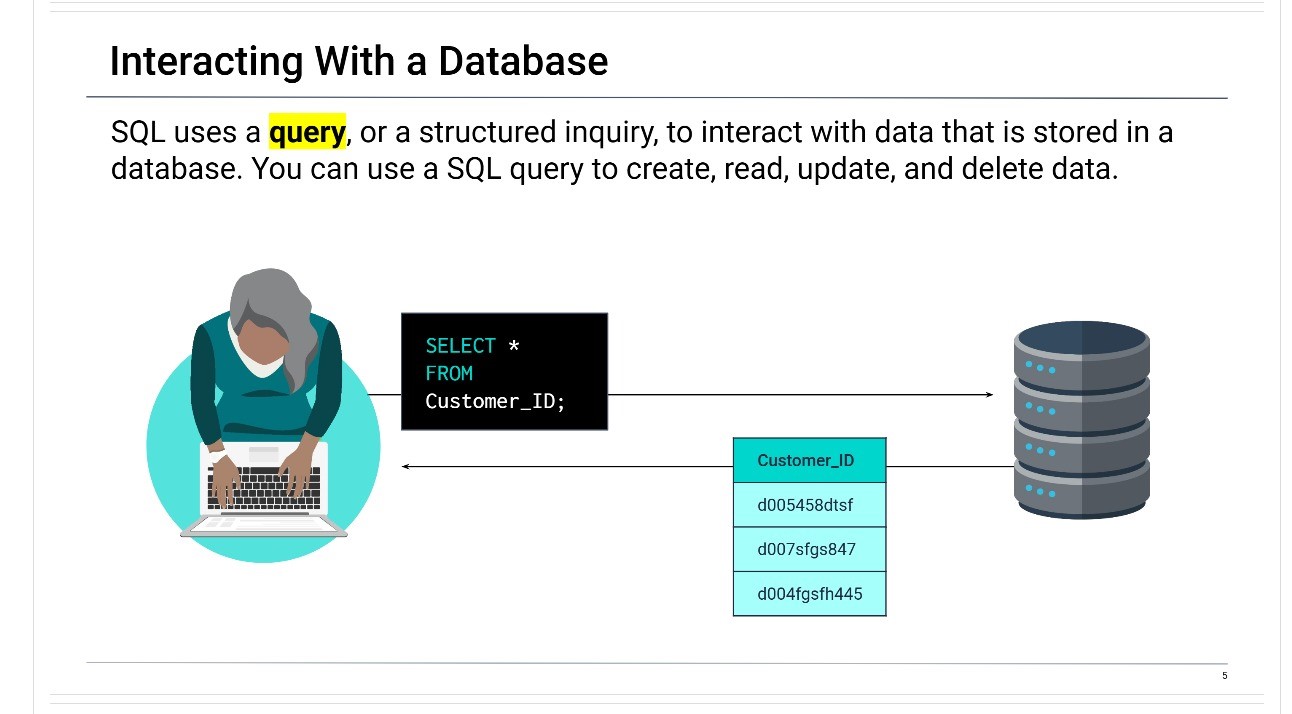 Interacting With a Database
SQL uses a query, or a structured inquiry, to interact with data that is stored in a
database. You can use a SQL query to create, read, update, and delete data.
SELECT *
FROM
Customer_ID;
Customer_ID
d005458dtsf
d007sfgs847
d004fgsfh445
5